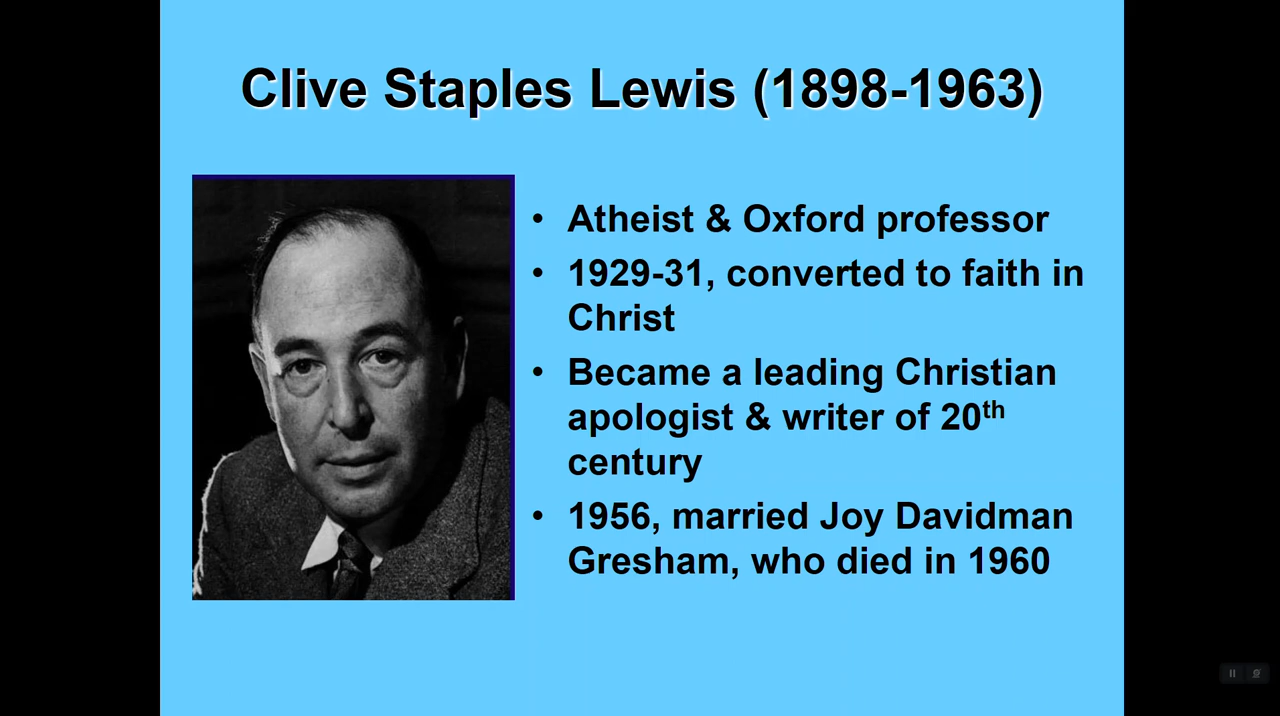 Clive Staples Lewis (1898-1963)
• Atheist & Oxford professor
• 1929-31, converted to faith in
Christ
• Became a leading Christian
apologist & writer of 20th
century
• 1956, married Joy Davidman
Gresham, who died in 1960